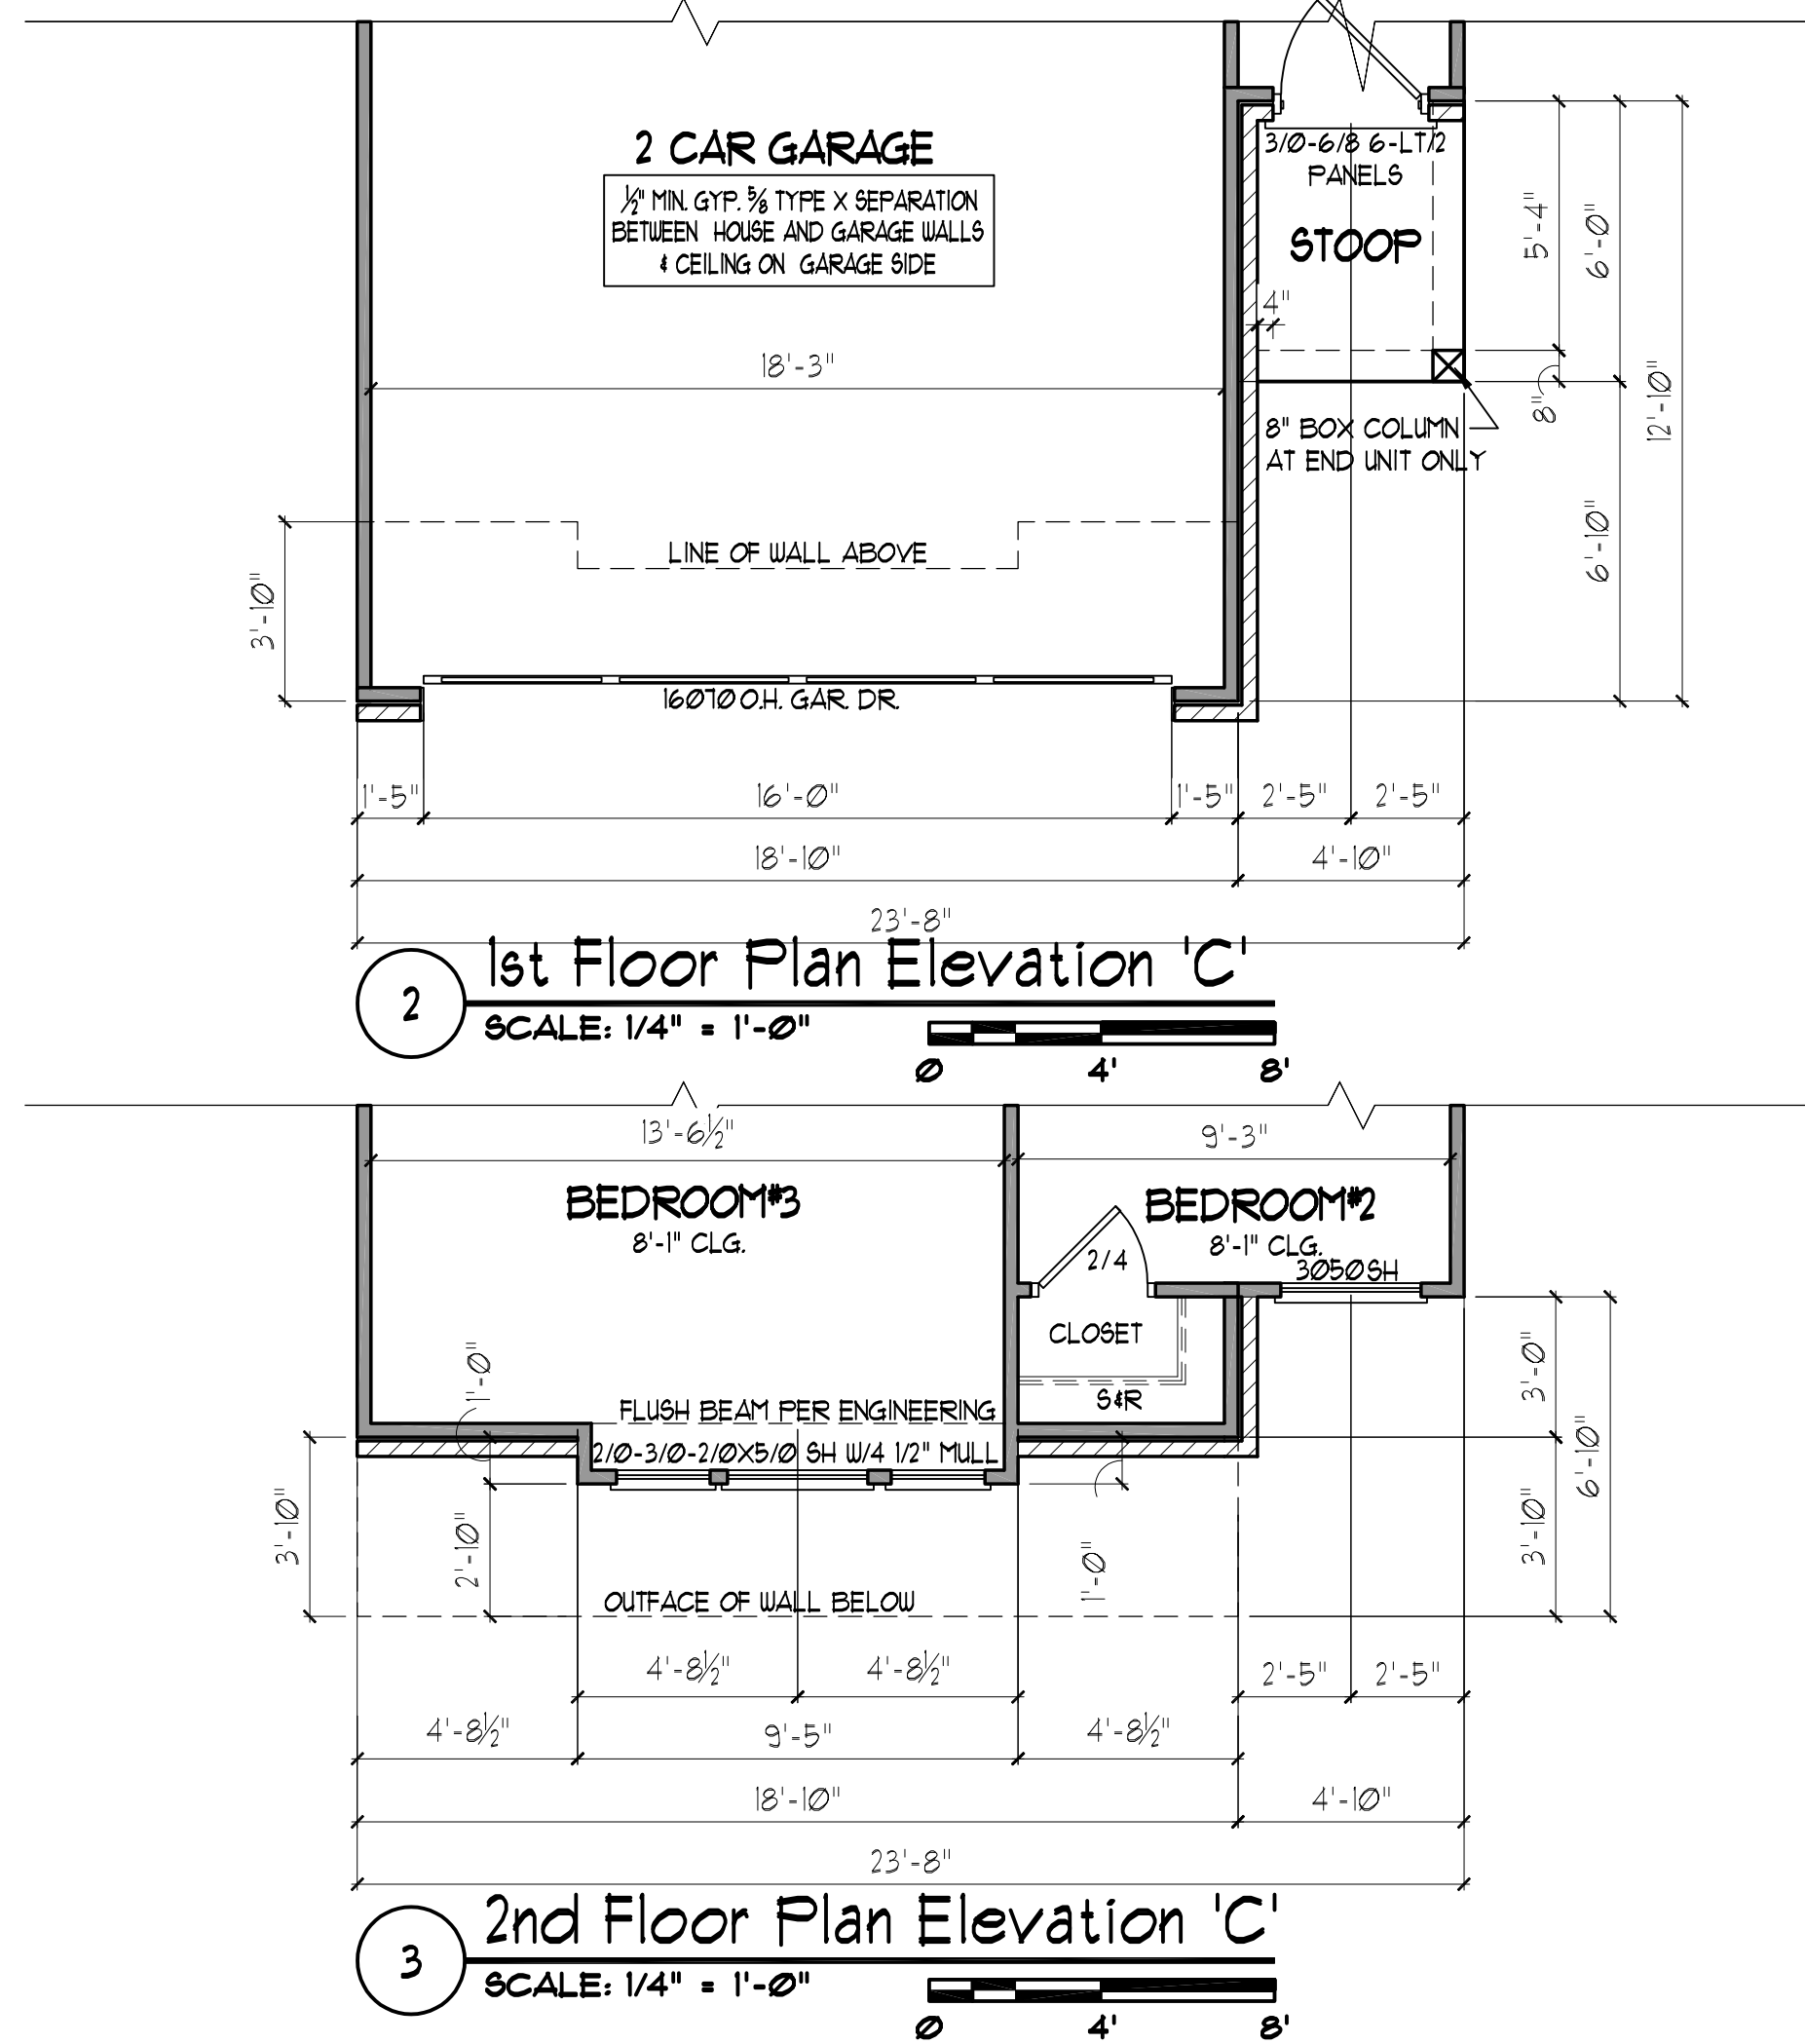 2 CAR GARAGE
½" MIN. GYP. ⅝ TYPE X SEPARATION
BETWEEN HOUSE AND GARAGE WALLS
& CEILING ON GARAGE SIDE
3/0-6/8 6-LT/2
PANELS
STOOP
4"
5'-4"
6'-0"
12'-10"
18'-3"
8"
8" BOX COLUMN
AT END UNIT ONLY
6'-10"
LINE OF WALL ABOVE
3'-10"
16070 O.H. GAR. DR.
1'-5"
16'-0"
1'-5"
2'-5"
2'-5"
18'-10"
4'-10"
23'-8"
2
1st Floor Plan Elevation 'C'
SCALE: 1/4" = 1'-0"
0 4' 8'
13'-6½"
9'-3"
BEDROOM#3
8'-1" CLG.
BEDROOM#2
8'-1" CLG.
3050 SH
2/4
CLOSET
S&R
1'-0"
FLUSH BEAM PER ENGINEERING
2/0-3/0-2/0X5/0 SH W/4 1/2" MULL
3'-0"
6'-10"
3'-10"
3'-10"
2'-10"
1'-0"
OUTFACE OF WALL BELOW
4'-8½"
4'-8½"
2'-5"
2'-5"
4'-8½"
9'-5"
4'-8½"
18'-10"
4'-10"
23'-8"
3
2nd Floor Plan Elevation 'C'
SCALE: 1/4" = 1'-0"
0 4' 8'